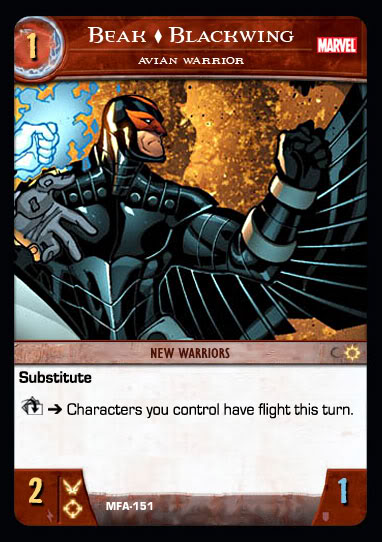 1
BEAK ♦ BLACKWING
MARVEL
AVIAN WARRIOR
NEW WARRIORS
C
Substitute
➔ Characters you control have flight this turn.
2
MFA-151
1